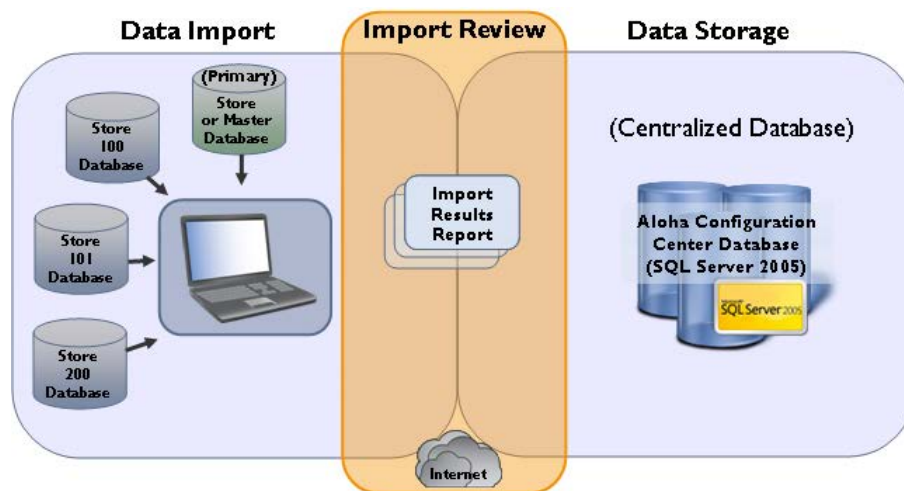 Data Import
Import Review
Data Storage
(Primary)
Store
or Master
Database
Store
100
Database
Store
101
Database
Store
200
Database
Import
Results
Report
Internet
(Centralized Database)
Aloha Configuration
Center Database
(SQL Server 2005)
SQL Server 2005